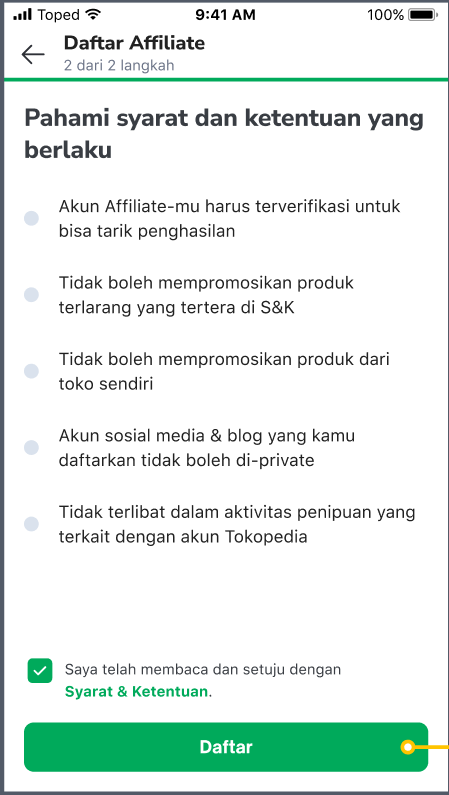 Toped 9:41 AM 100%
Daftar Affiliate
2 dari 2 langkah
Pahami syarat dan ketentuan yang
berlaku
Akun Affiliate-mu harus terverifikasi untuk
bisa tarik penghasilan
Tidak boleh mempromosikan produk
terlarang yang tertera di S&K
Tidak boleh mempromosikan produk dari
toko sendiri
Akun sosial media & blog yang kamu
daftarkan tidak boleh di-private
Tidak terlibat dalam aktivitas penipuan yang
terkait dengan akun Tokopedia
Saya telah membaca dan setuju dengan
Syarat & Ketentuan.
Daftar